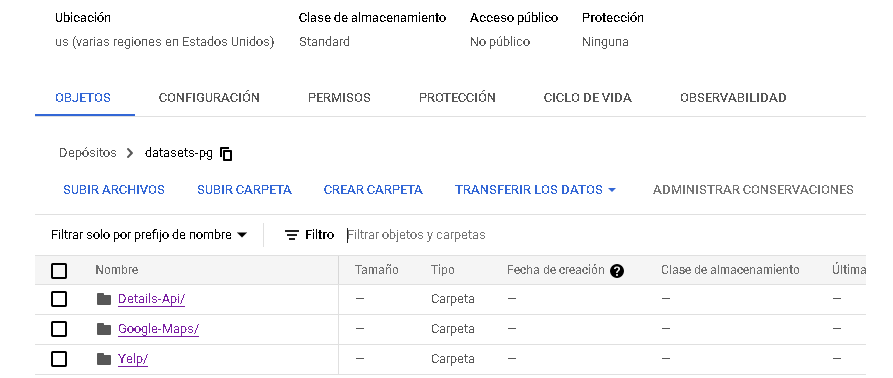 Ubicación Clase de almacenamiento Acceso público Protección
us (varias regiones en Estados Unidos) Standard No público Ninguna
OBJETOS CONFIGURACIÓN PERMISOS PROTECCIÓN CICLO DE VIDA OBSERVABILIDAD
Depósitos > datasets-pg
SUBIR ARCHIVOS SUBIR CARPETA CREAR CARPETA TRANSFERIR LOS DATOS ADMINISTRAR CONSERVACIONES
Filtrar solo por prefijo de nombre Filtro Filtrar objetos y carpetas
Nombre Tamaño Tipo Fecha de creación ? Clase de almacenamiento Última
Details-Api/ — Carpeta — — —
Google-Maps/ — Carpeta — — —
Yelp/ — Carpeta — — —